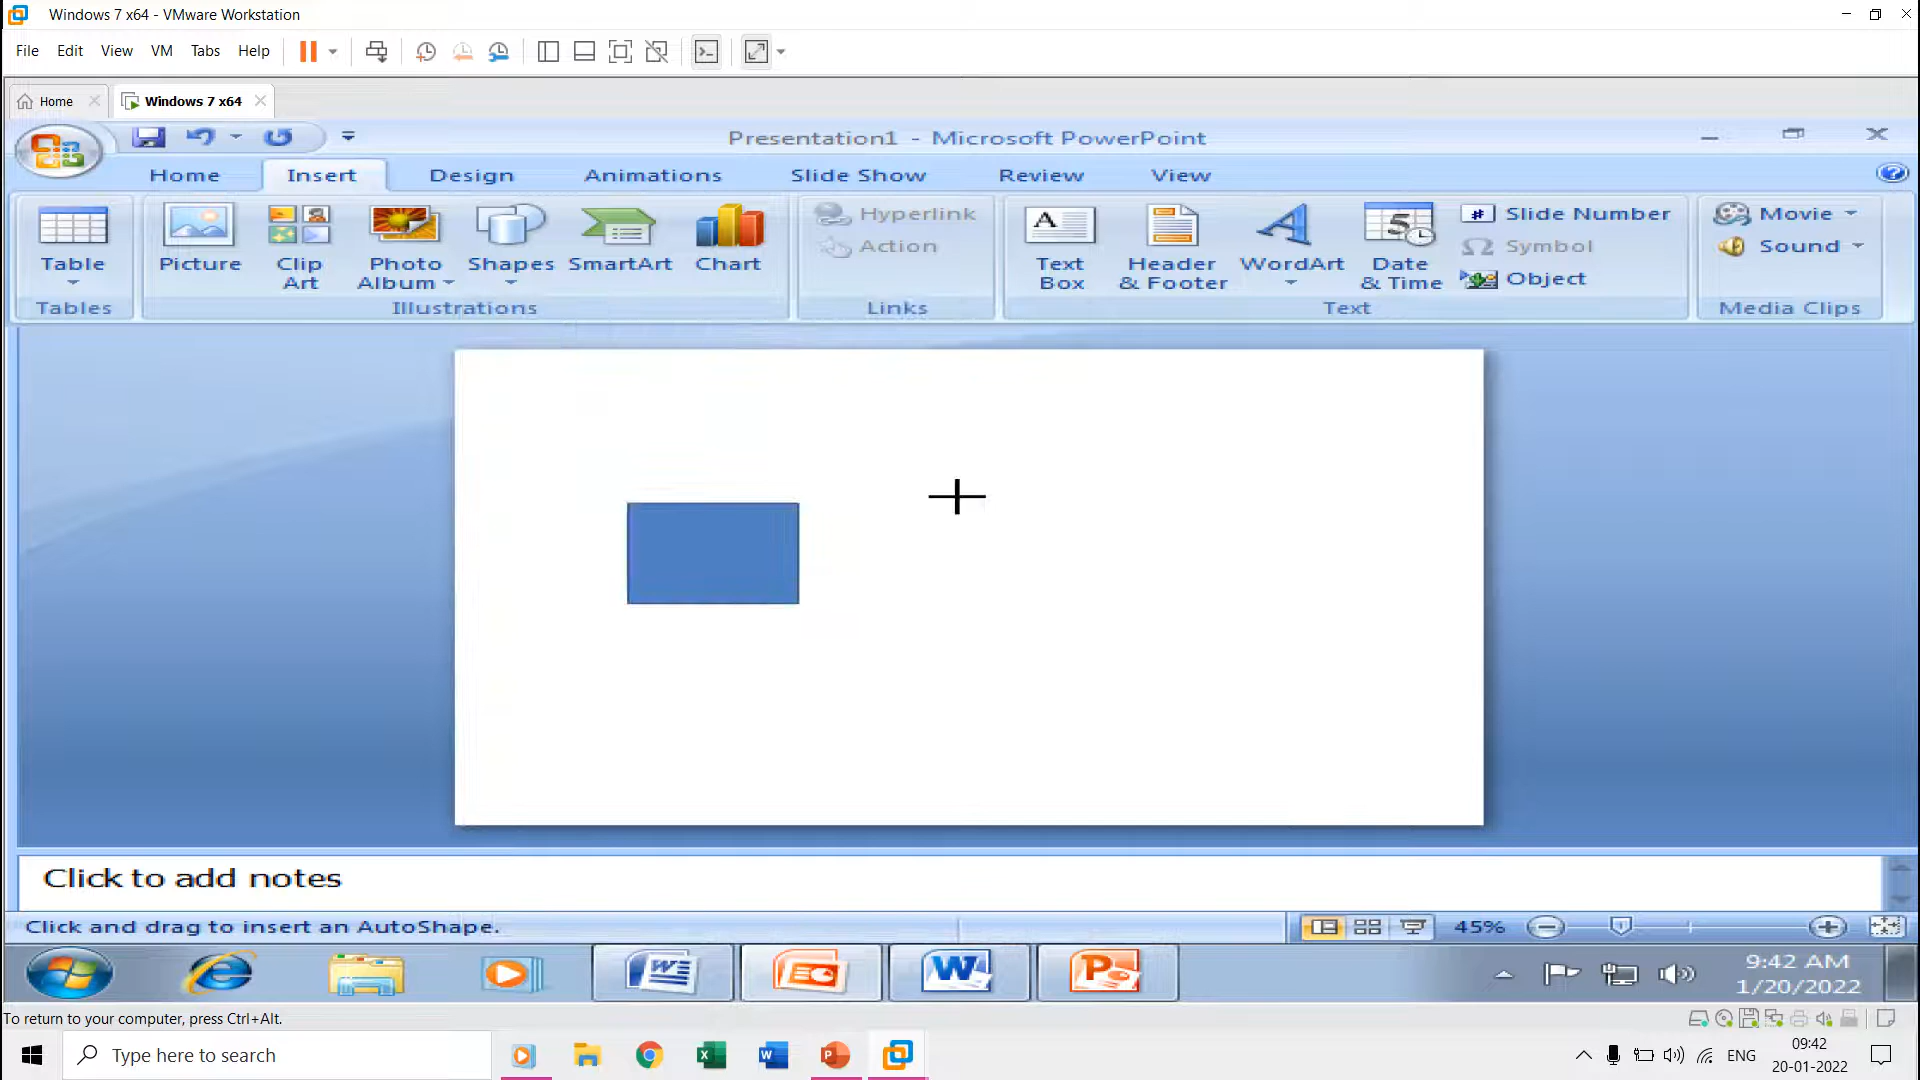 Windows 7 x64 - VMware Workstation
File Edit View VM Tabs Help
Home Windows 7 x64
Presentation1 - Microsoft PowerPoint
Home Insert Design Animations Slide Show Review View
Table
Tables
Picture
Clip
Art
Photo
Album
Shapes
SmartArt
Chart
Illustrations
Hyperlink
Action
Links
Text
Box
Header
& Footer
WordArt
Date
& Time
Slide Number
Symbol
Object
Text
Movie
Sound
Media Clips
Click to add notes
Click and drag to insert an AutoShape.
45%
9:42 AM
1/20/2022
To return to your computer, press Ctrl+Alt.
Type here to search
ENG
09:42
20-01-2022